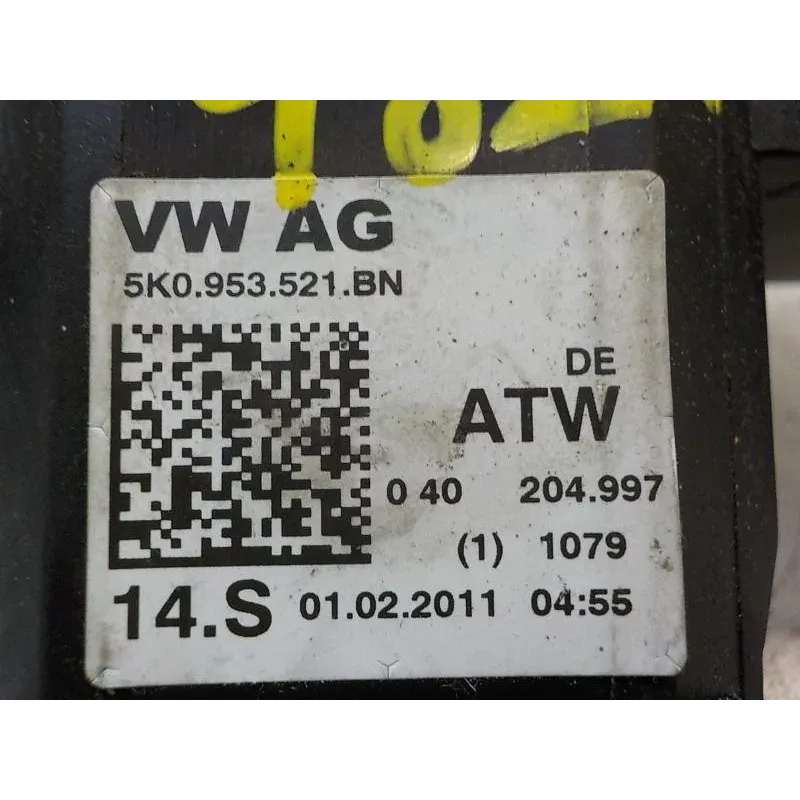 VW AG
5K0.953.521.BN
DE
ATW
0 40 204.997
(1) 1079
14.S 01.02.2011 04:55